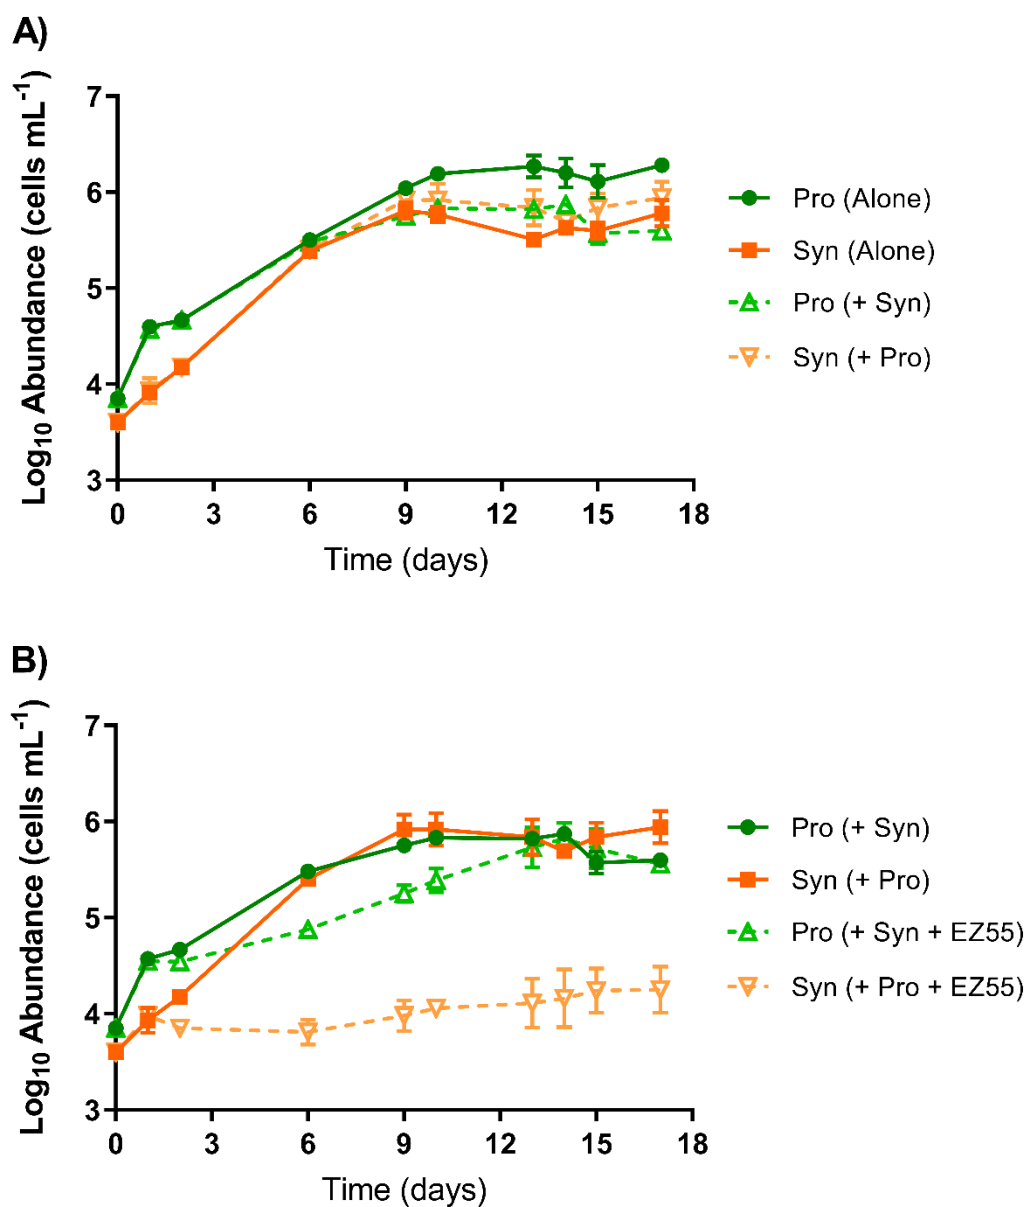 A)
Log₁₀ Abundance (cells mL⁻¹)
7
6
5
4
3
0 3 6 9 12 15 18
Time (days)
Pro (Alone)
Syn (Alone)
Pro (+ Syn)
Syn (+ Pro)
B)
Log₁₀ Abundance (cells mL⁻¹)
7
6
5
4
3
0 3 6 9 12 15 18
Time (days)
Pro (+ Syn)
Syn (+ Pro)
Pro (+ Syn + EZ55)
Syn (+ Pro + EZ55)